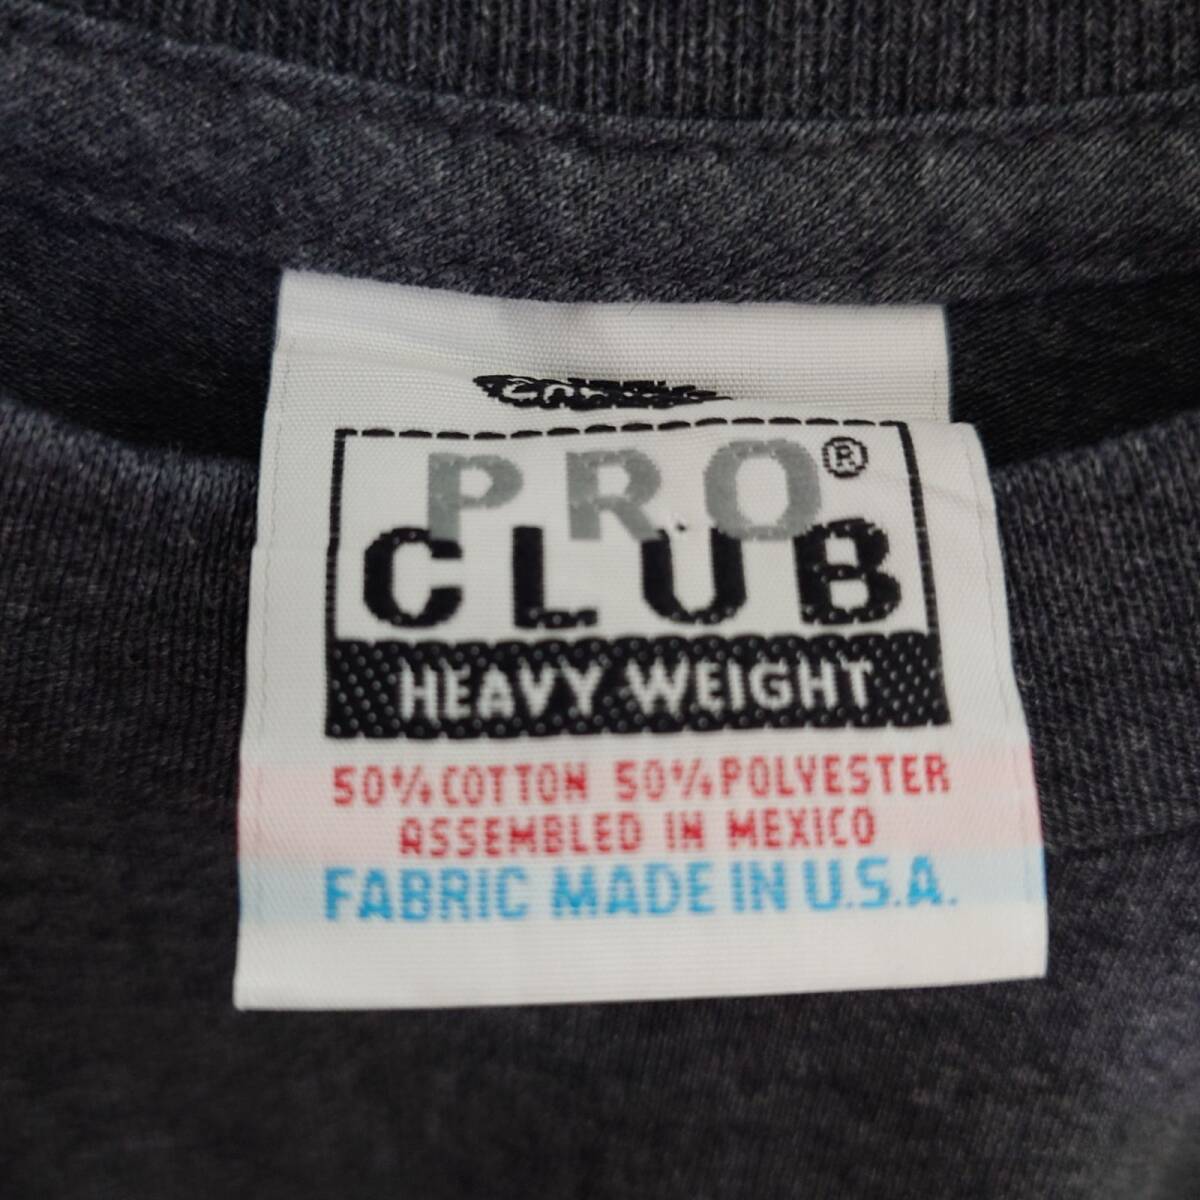 PRO®
CLUB
HEAVY WEIGHT
50% COTTON 50% POLYESTER
ASSEMBLED IN MEXICO
FABRIC MADE IN U.S.A.